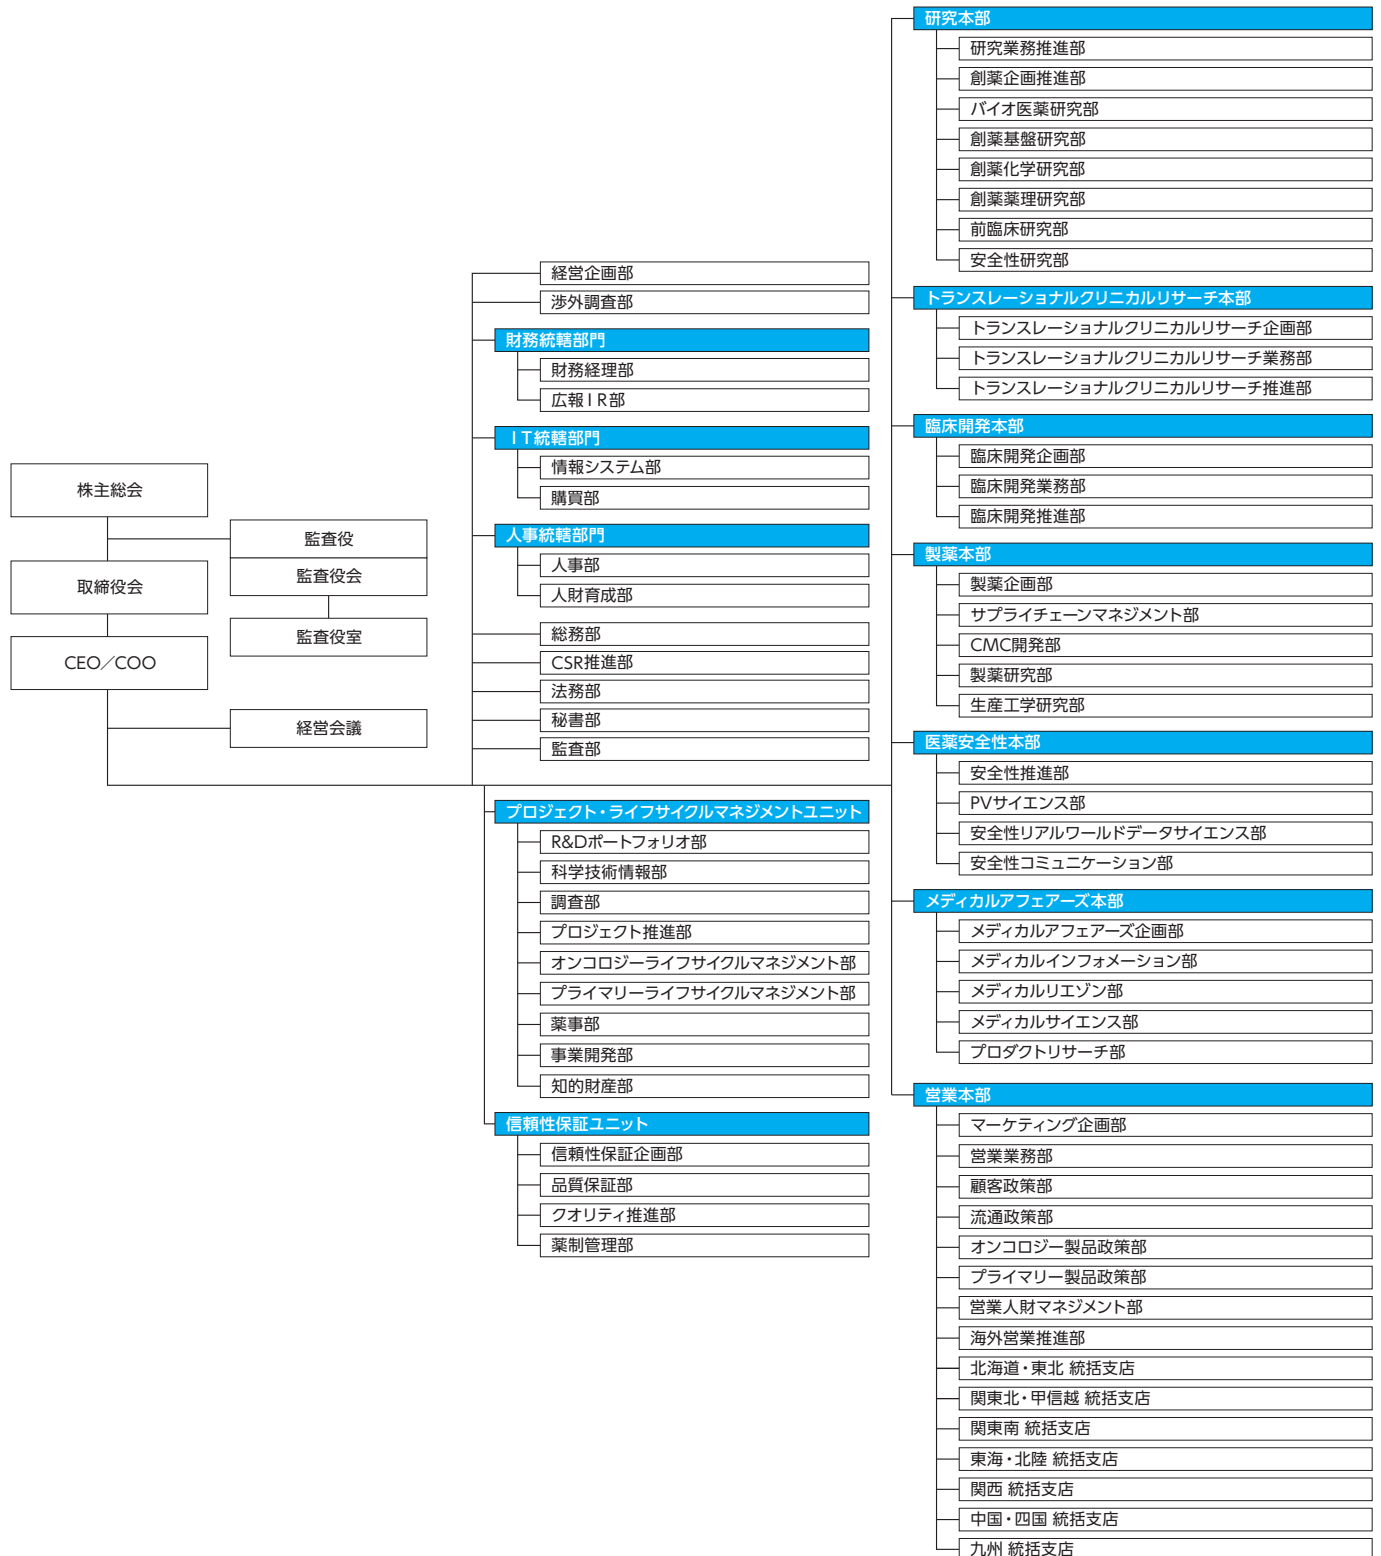 株主総会
監査役
監査役会
取締役会
監査役室
CEO／COO
経営会議
経営企画部
渉外調査部
財務統轄部門
財務経理部
広報IR部
IT統轄部門
情報システム部
購買部
人事統轄部門
人事部
人財育成部
総務部
CSR推進部
法務部
秘書部
監査部
プロジェクト・ライフサイクルマネジメントユニット
R&Dポートフォリオ部
科学技術情報部
調査部
プロジェクト推進部
オンコロジーライフサイクルマネジメント部
プライマリーライフサイクルマネジメント部
薬事部
事業開発部
知的財産部
信頼性保証ユニット
信頼性保証企画部
品質保証部
クオリティ推進部
薬制管理部
研究本部
研究業務推進部
創薬企画推進部
バイオ医薬研究部
創薬基盤研究部
創薬化学研究部
創薬薬理研究部
前臨床研究部
安全性研究部
トランスレーショナルクリニカルリサーチ本部
トランスレーショナルクリニカルリサーチ企画部
トランスレーショナルクリニカルリサーチ業務部
トランスレーショナルクリニカルリサーチ推進部
臨床開発本部
臨床開発企画部
臨床開発業務部
臨床開発推進部
製薬本部
製薬企画部
サプライチェーンマネジメント部
CMC開発部
製薬研究部
生産工学研究部
医薬安全性本部
安全性推進部
PVサイエンス部
安全性リアルワールドデータサイエンス部
安全性コミュニケーション部
メディカルアフェアーズ本部
メディカルアフェアーズ企画部
メディカルインフォメーション部
メディカルリエゾン部
メディカルサイエンス部
プロダクトリサーチ部
営業本部
マーケティング企画部
営業業務部
顧客政策部
流通政策部
オンコロジー製品政策部
プライマリー製品政策部
営業人財マネジメント部
海外営業推進部
北海道・東北 統括支店
関東北・甲信越 統括支店
関東南 統括支店
東海・北陸 統括支店
関西 統括支店
中国・四国 統括支店
九州 統括支店